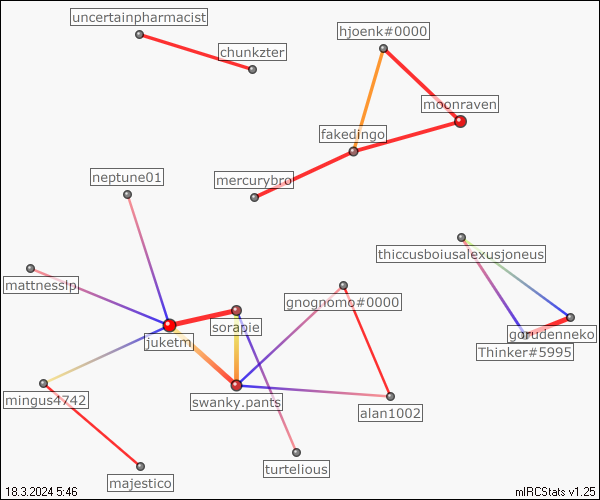 uncertainpharmacist
hjoenk#0000
chunkzter
moonraven
fakedingo
neptune01
mercurybro
thiccusboiusalexusjoneus
mattnesslp
gnognomo#0000
sorapie
gorudenneko
juketm
Thinker#5995
mingus4742
swanky.pants
alan1002
turtelious
majestico
18.3.2024 5:46
mIRCStats v1.25